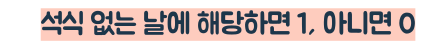 석식 없는 날에 해당하면 1, 아니면 0